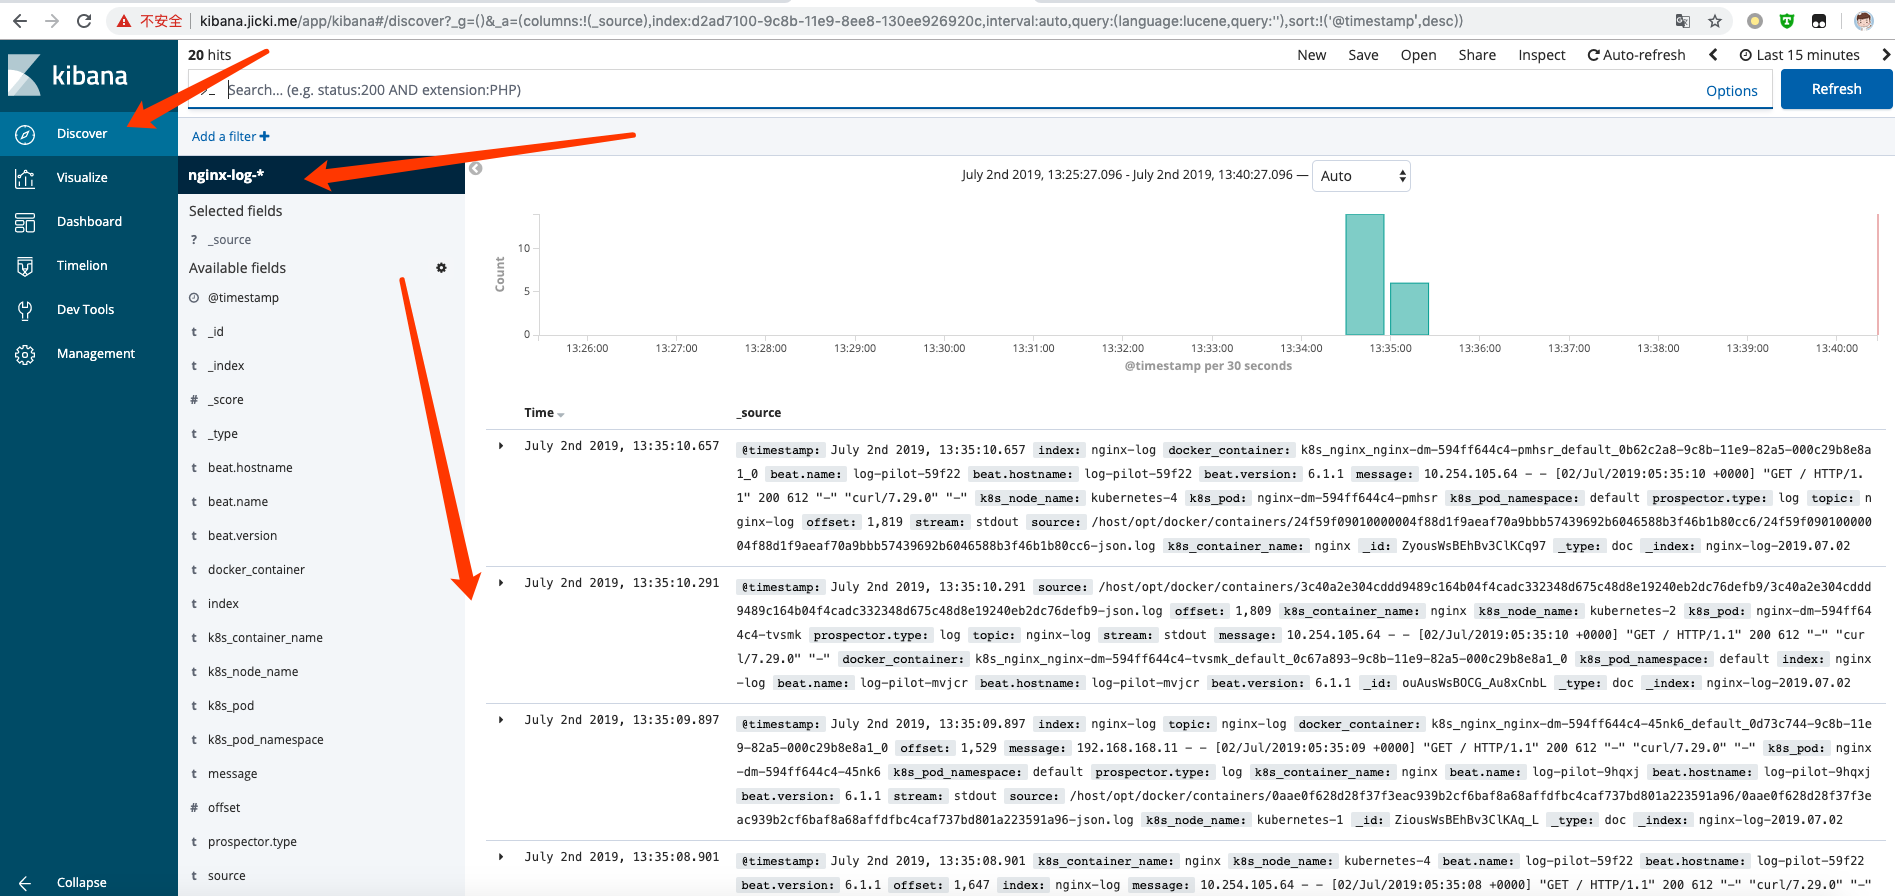 不安全 kibana.jicki.me/app/kibana#/discover?_g=()&_a=(columns:!(_source),index:d2ad7100-9c8b-11e9-8ee8-130ee926920c,interval:auto,query:(language:lucene,query:''),sort:!('@timestamp',desc))
kibana
Discover
Visualize
Dashboard
Timelion
Dev Tools
Management
Collapse
20 hits
New Save Open Share Inspect Auto-refresh Last 15 minutes
Search... (e.g. status:200 AND extension:PHP)
Options
Refresh
Add a filter +
nginx-log-*
Selected fields
? _source
Available fields
@timestamp
t _id
t _index
# _score
t _type
t beat.hostname
t beat.name
t beat.version
t docker_container
t index
t k8s_container_name
t k8s_node_name
t k8s_pod
t k8s_pod_namespace
t message
# offset
t prospector.type
t source
July 2nd 2019, 13:25:27.096 - July 2nd 2019, 13:40:27.096 — Auto
Count
10
5
0
13:26:00 13:27:00 13:28:00 13:29:00 13:30:00 13:31:00 13:32:00 13:33:00 13:34:00 13:35:00 13:36:00 13:37:00 13:38:00 13:39:00 13:40:00
@timestamp per 30 seconds
Time _source
July 2nd 2019, 13:35:10.657
@timestamp: July 2nd 2019, 13:35:10.657 index: nginx-log docker_container: k8s_nginx_nginx-dm-594ff644c4-pmhsr_default_0b62c2a8-9c8b-11e9-82a5-000c29b8e8a
1_0 beat.name: log-pilot-59f22 beat.hostname: log-pilot-59f22 beat.version: 6.1.1 message: 10.254.105.64 - - [02/Jul/2019:05:35:10 +0000] "GET / HTTP/1.
1" 200 612 "-" "curl/7.29.0" "-" k8s_node_name: kubernetes-4 k8s_pod: nginx-dm-594ff644c4-pmhsr k8s_pod_namespace: default prospector.type: log topic: n
ginx-log offset: 1,819 stream: stdout source: /host/opt/docker/containers/24f59f09010000004f88d1f9aeaf70a9bbb57439692b6046588b3f46b1b80cc6/24f59f090100000
04f88d1f9aeaf70a9bbb57439692b6046588b3f46b1b80cc6-json.log k8s_container_name: nginx _id: ZyousWsBEhBv3ClKCq97 _type: doc _index: nginx-log-2019.07.02
July 2nd 2019, 13:35:10.291
@timestamp: July 2nd 2019, 13:35:10.291 source: /host/opt/docker/containers/3c40a2e304cddd9489c164b04f4cadc332348d675c48d8e19240eb2dc76defb9/3c40a2e304cddd
9489c164b04f4cadc332348d675c48d8e19240eb2dc76defb9-json.log offset: 1,809 k8s_container_name: nginx k8s_node_name: kubernetes-2 k8s_pod: nginx-dm-594ff64
4c4-tvsmk prospector.type: log topic: nginx-log stream: stdout message: 10.254.105.64 - - [02/Jul/2019:05:35:10 +0000] "GET / HTTP/1.1" 200 612 "-" "cur
l/7.29.0" "-" docker_container: k8s_nginx_nginx-dm-594ff644c4-tvsmk_default_0c67a893-9c8b-11e9-82a5-000c29b8e8a1_0 k8s_pod_namespace: default index: nginx
-log beat.name: log-pilot-mvjcr beat.hostname: log-pilot-mvjcr beat.version: 6.1.1 _id: ouAusWsBOCG_Au8xCnbL _type: doc _index: nginx-log-2019.07.02
July 2nd 2019, 13:35:09.897
@timestamp: July 2nd 2019, 13:35:09.897 index: nginx-log topic: nginx-log docker_container: k8s_nginx_nginx-dm-594ff644c4-45nk6_default_0d73c744-9c8b-11e
9-82a5-000c29b8e8a1_0 offset: 1,529 message: 192.168.168.11 - - [02/Jul/2019:05:35:09 +0000] "GET / HTTP/1.1" 200 612 "-" "curl/7.29.0" "-" k8s_pod: nginx
-dm-594ff644c4-45nk6 k8s_pod_namespace: default prospector.type: log k8s_container_name: nginx beat.name: log-pilot-9hqxj beat.hostname: log-pilot-9hqxj
beat.version: 6.1.1 stream: stdout source: /host/opt/docker/containers/0aae0f628d28f37f3eac939b2cf6baf8a68affdfbc4caf737bd801a223591a96/0aae0f628d28f37f3e
ac939b2cf6baf8a68affdfbc4caf737bd801a223591a96-json.log k8s_node_name: kubernetes-1 _id: ZiousWsBEhBv3ClKAq_L _type: doc _index: nginx-log-2019.07.02
July 2nd 2019, 13:35:08.901
@timestamp: July 2nd 2019, 13:35:08.901 k8s_container_name: nginx k8s_node_name: kubernetes-4 beat.name: log-pilot-59f22 beat.hostname: log-pilot-59f22
beat.version: 6.1.1 offset: 1,647 index: nginx-log message: 10.254.105.64 - - [02/Jul/2019:05:35:08 +0000] "GET / HTTP/1.1" 200 612 "-" "curl/7.29.0" "-"